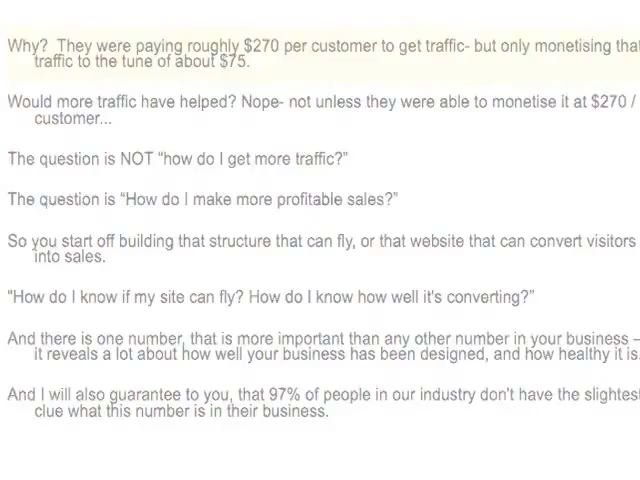 Why? They were paying roughly $270 per customer to get traffic- but only monetising that
traffic to the tune of about $75.
Would more traffic have helped? Nope- not unless they were able to monetise it at $270 /
customer...
The question is NOT “how do I get more traffic?”
The question is “How do I make more profitable sales?”
So you start off building that structure that can fly, or that website that can convert visitors
into sales.
“How do I know if my site can fly? How do I know how well it's converting?”
And there is one number, that is more important than any other number in your business –
it reveals a lot about how well your business has been designed, and how healthy it is.
And I will also guarantee to you, that 97% of people in our industry don't have the slightest
clue what this number is in their business.